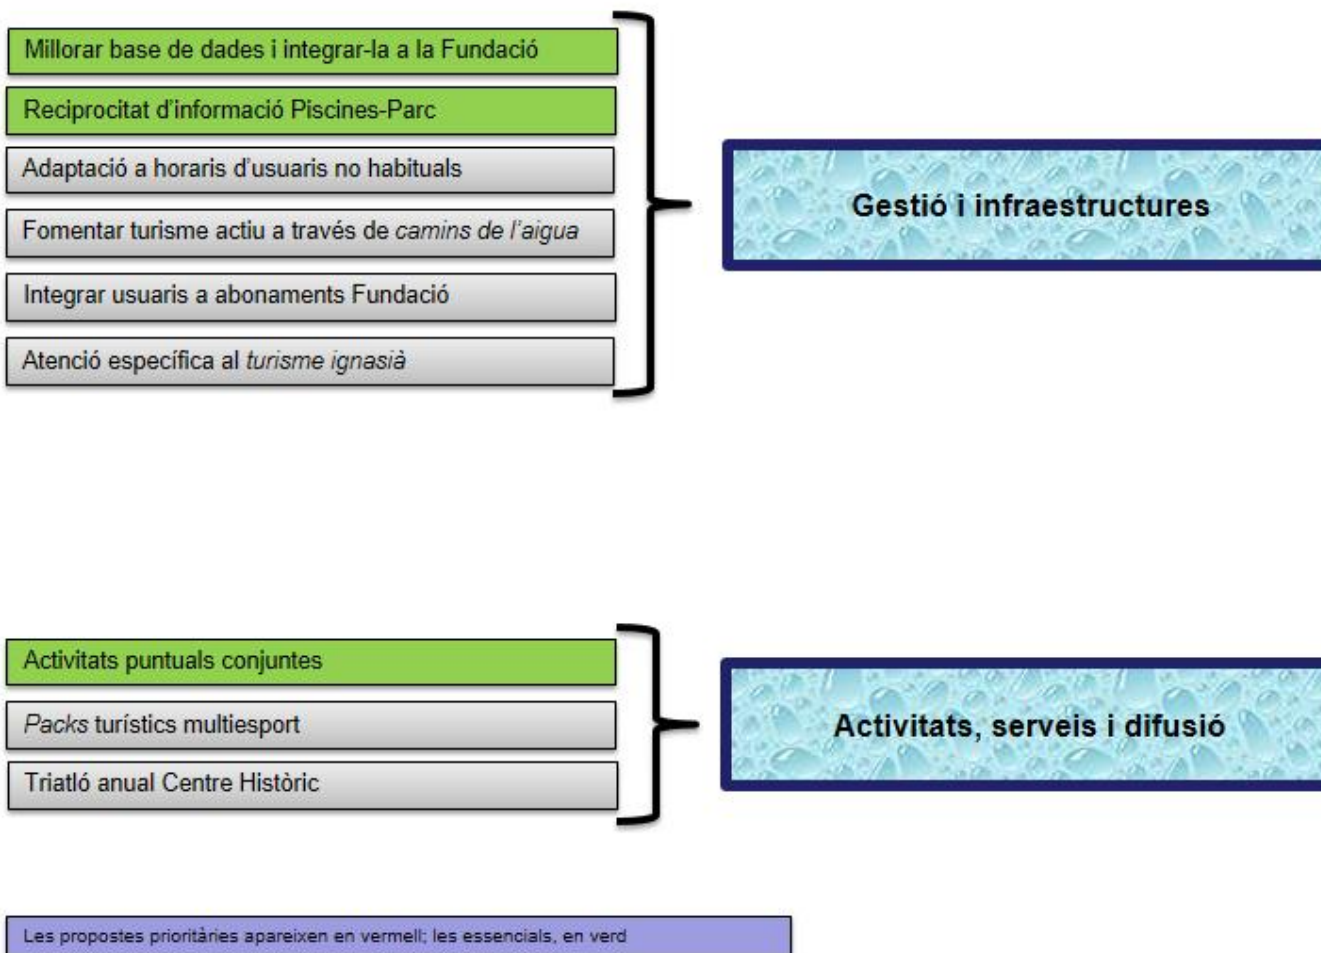 Millorar base de dades i integrar-la a la Fundació
Reciprocitat d'informació Piscines-Parc
Adaptació a horaris d'usuaris no habituals
Fomentar turisme actiu a través de camins de l'aigua
Integrar usuaris a abonaments Fundació
Atenció específica al turisme ignasià
Gestió i infraestructures
Activitats puntuals conjuntes
Packs turístics multiesport
Triatló anual Centre Històric
Activitats, serveis i difusió
Les propostes prioritàries apareixen en vermell; les essencials, en verd